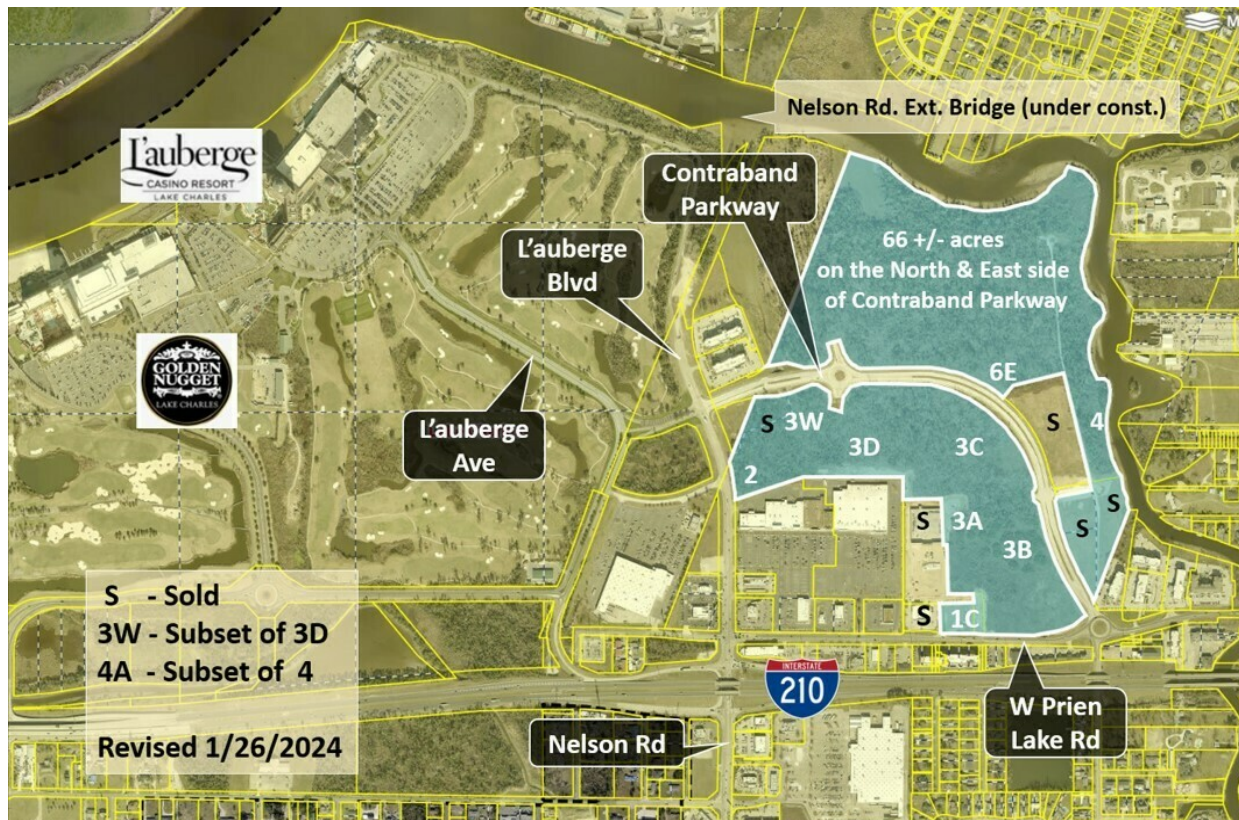 M
Nelson Rd. Ext. Bridge (under const.)
L'auberge
CASINO RESORT
LAKE CHARLES
Contraband
Parkway
66 +/- acres
on the North & East side
of Contraband Parkway
L'auberge
Blvd
GOLDEN
NUGGET
LAKE CHARLES
6E
S
3W
S
4
L'auberge
Ave
3D
3C
2
S
S
3A
S
3B
S
1C
S - Sold
3W - Subset of 3D
4A - Subset of 4
Revised 1/26/2024
INTERSTATE
210
W Prien
Lake Rd
Nelson Rd